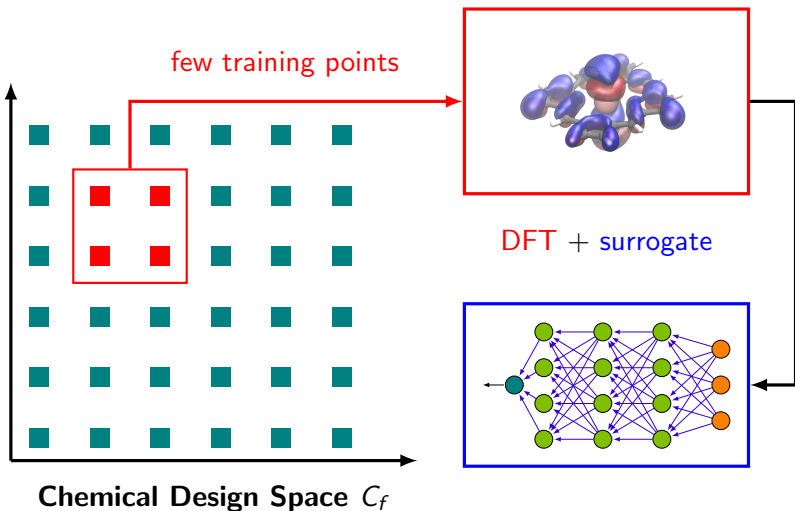 few training points
DFT + surrogate
Chemical Design Space C_f